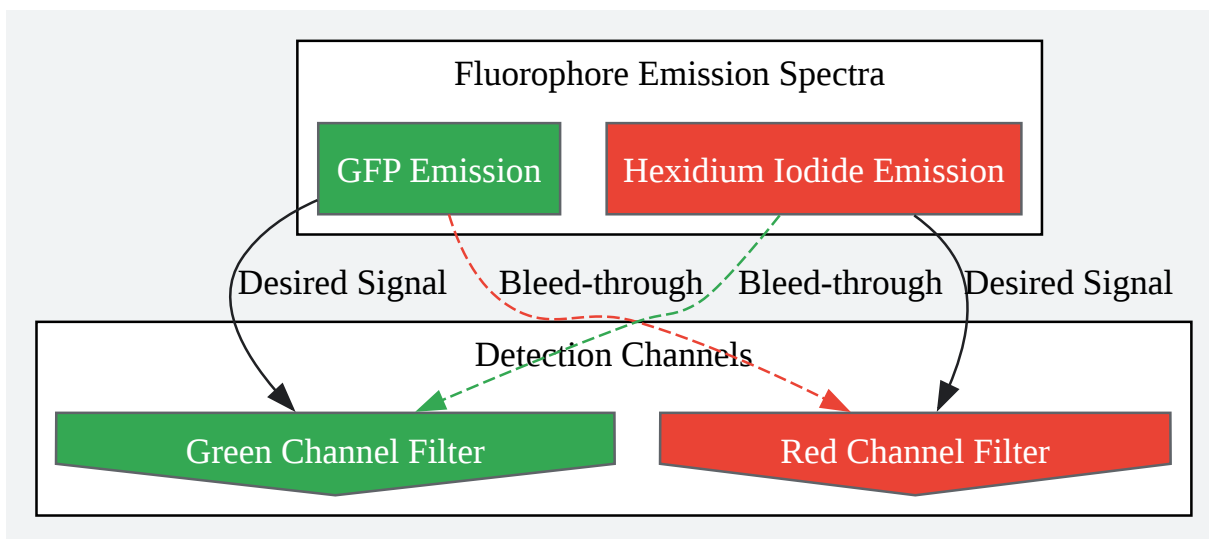 Fluorophore Emission Spectra
GFP Emission
Hexidium Iodide Emission
Desired Signal
Bleed-through
Bleed-through
Desired Signal
Detection Channels
Green Channel Filter
Red Channel Filter